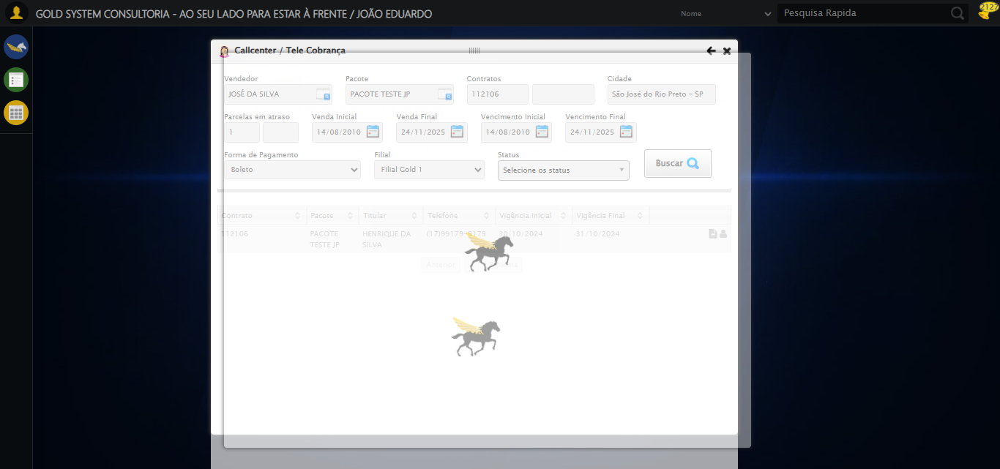 GOLD SYSTEM CONSULTORIA - AO SEU LADO PARA ESTAR À FRENTE / JOÃO EDUARDO
Nome
Pesquisa Rapida
2127
Callcenter / Tele Cobrança
Vendedor Pacote Contratos Cidade
JOSÉ DA SILVA PACOTE TESTE JP 112106 São José do Rio Preto - SP
Parcelas em atraso Venda Inicial Venda Final Vencimento Inicial Vencimento Final
1 14/08/2010 24/11/2025 14/08/2010 24/11/2025
Forma de Pagamento Filial Status
Boleto Filial Gold 1 Selecione os status Buscar
Contrato Pacote Titular Telefone Vigência Inicial Vigência Final
112106 PACOTE HENRIQUE DA (17)99179-9179 30/10/2024 31/10/2024
TESTE JP SILVA
Anterior